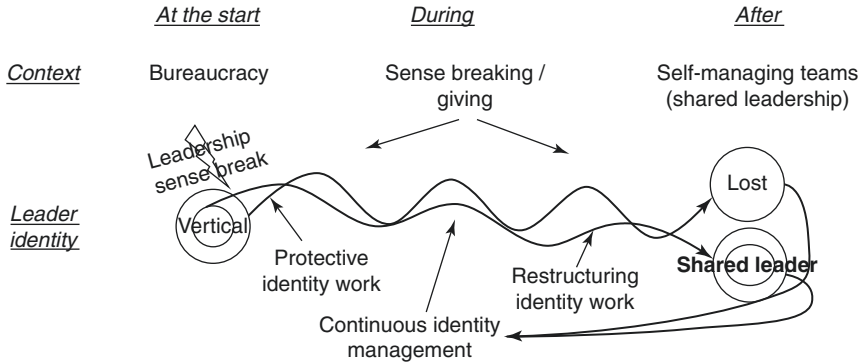 At the start During After
Context Bureaucracy Sense breaking / Self-managing teams
giving (shared leadership)
Leadership
sense break
Lost
Leader Vertical
identity
Shared leader
Protective
identity work
Restructuring
identity work
Continuous identity
management